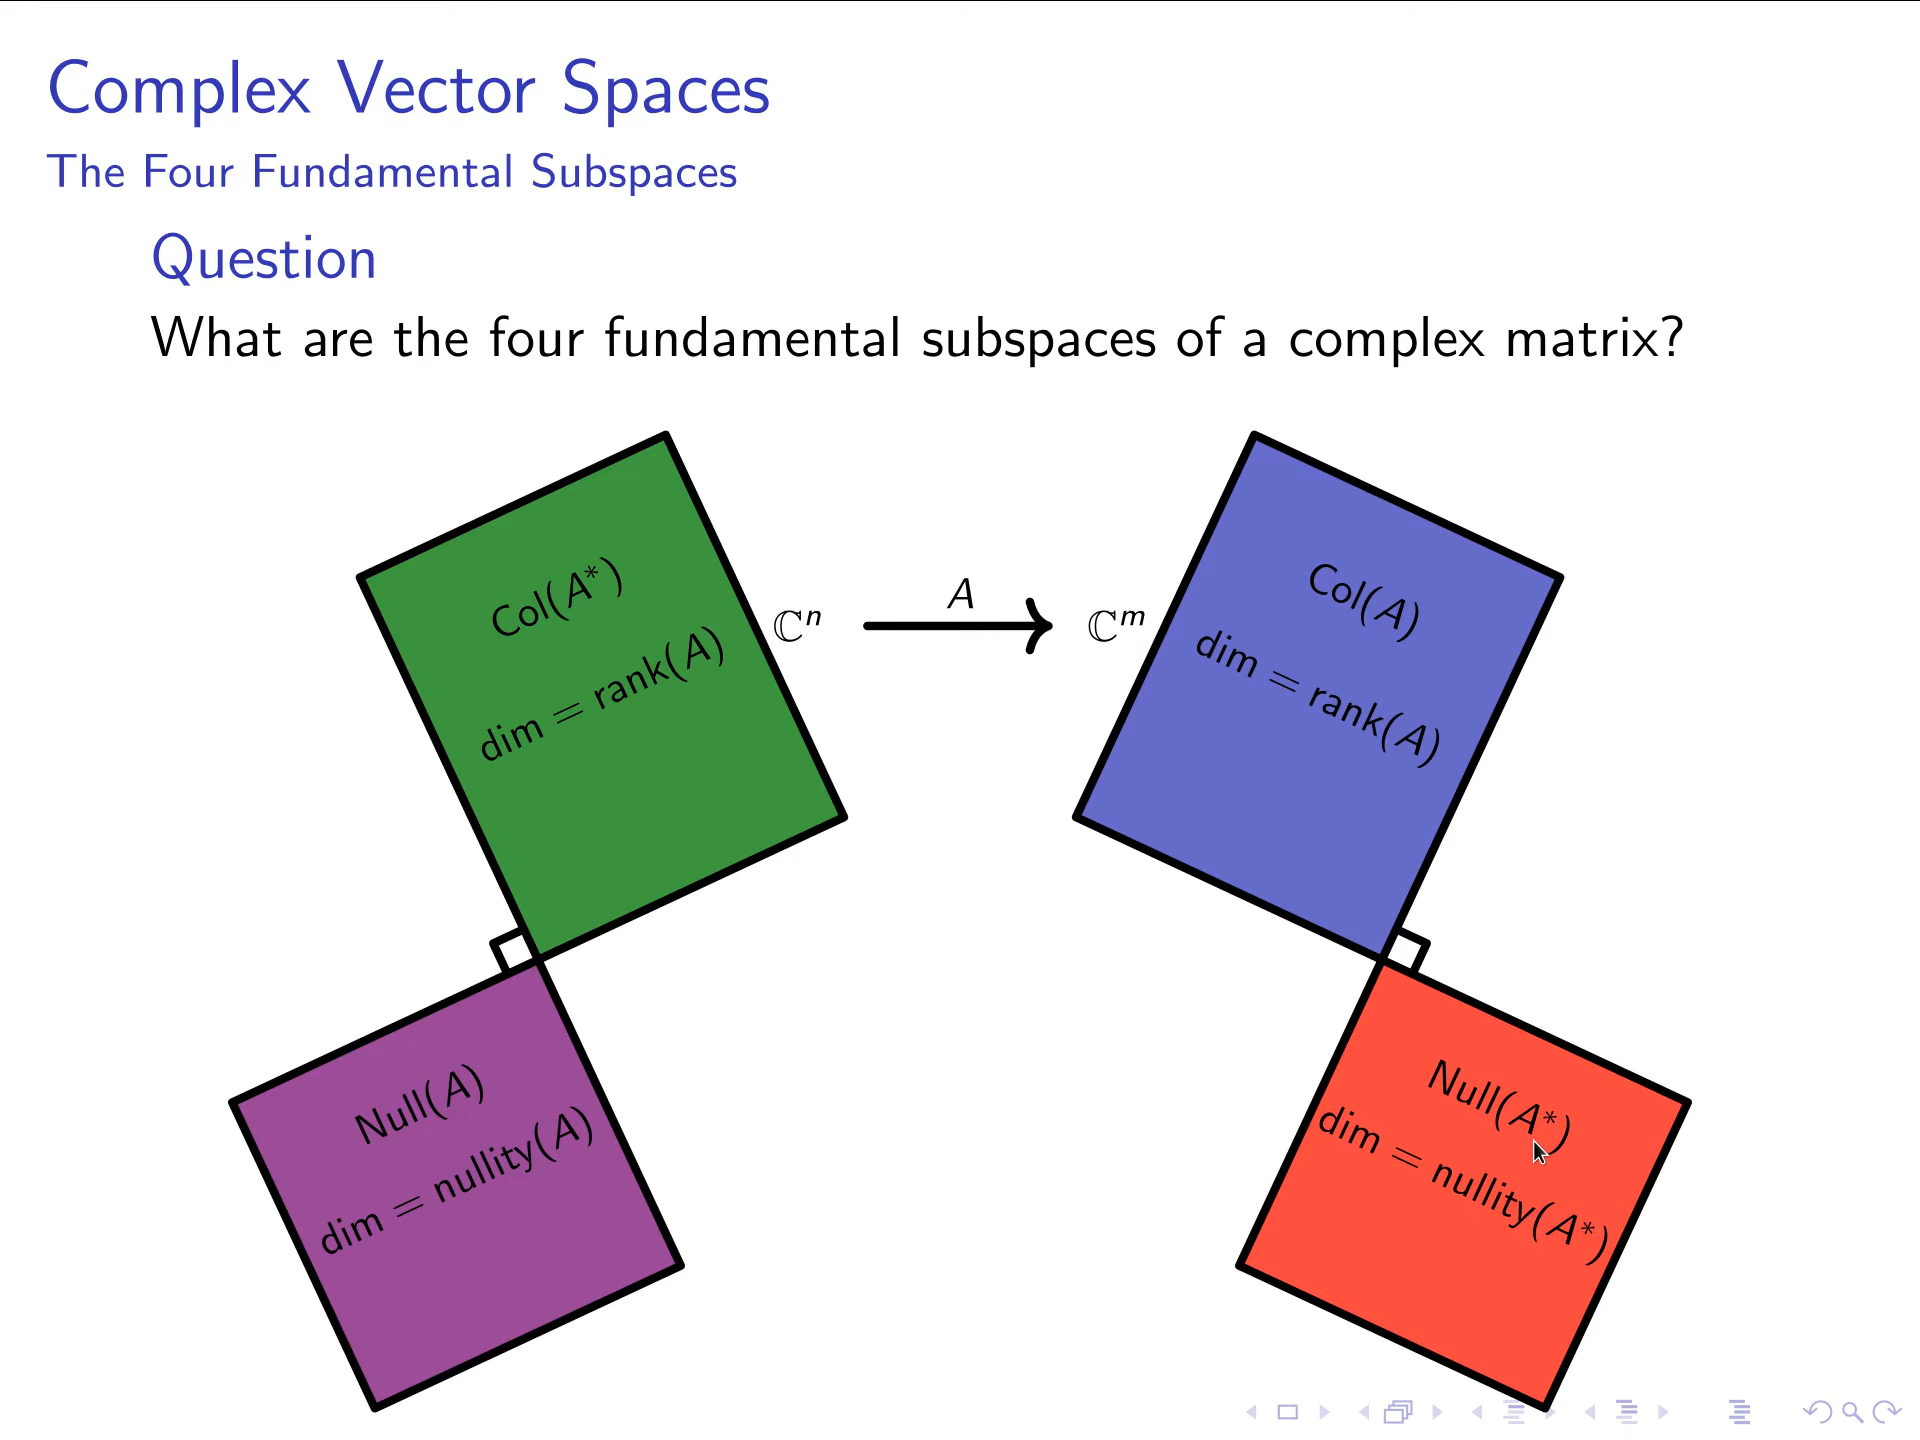 Complex Vector Spaces
The Four Fundamental Subspaces
Question
What are the four fundamental subspaces of a complex matrix?
Col(A*)
dim = rank(A)
ℂⁿ
A
ℂᵐ
Col(A)
dim = rank(A)
Null(A)
dim = nullity(A)
Null(A*)
dim = nullity(A*)